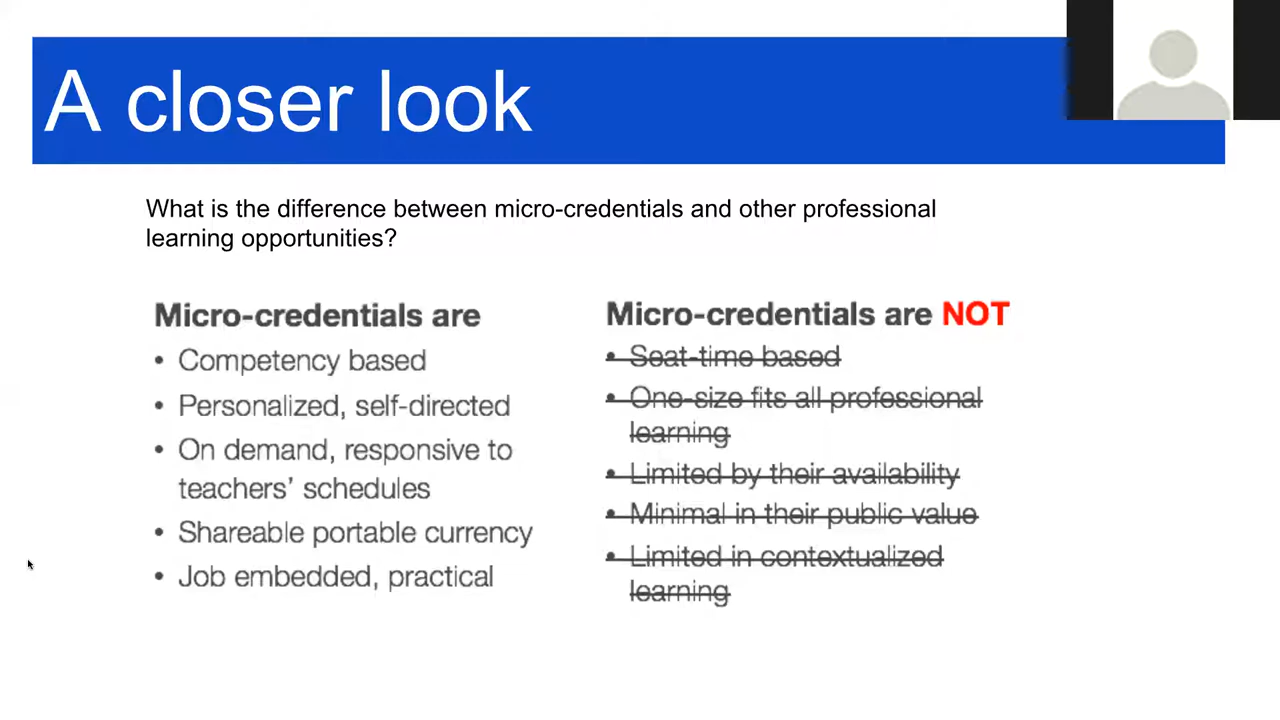 A closer look
What is the difference between micro-credentials and other professional
learning opportunities?
Micro-credentials are
• Competency based
• Personalized, self-directed
• On demand, responsive to
teachers’ schedules
• Shareable portable currency
• Job embedded, practical
Micro-credentials are NOT
• Seat-time based
• One-size fits all professional
learning
• Limited by their availability
• Minimal in their public value
• Limited in contextualized
learning